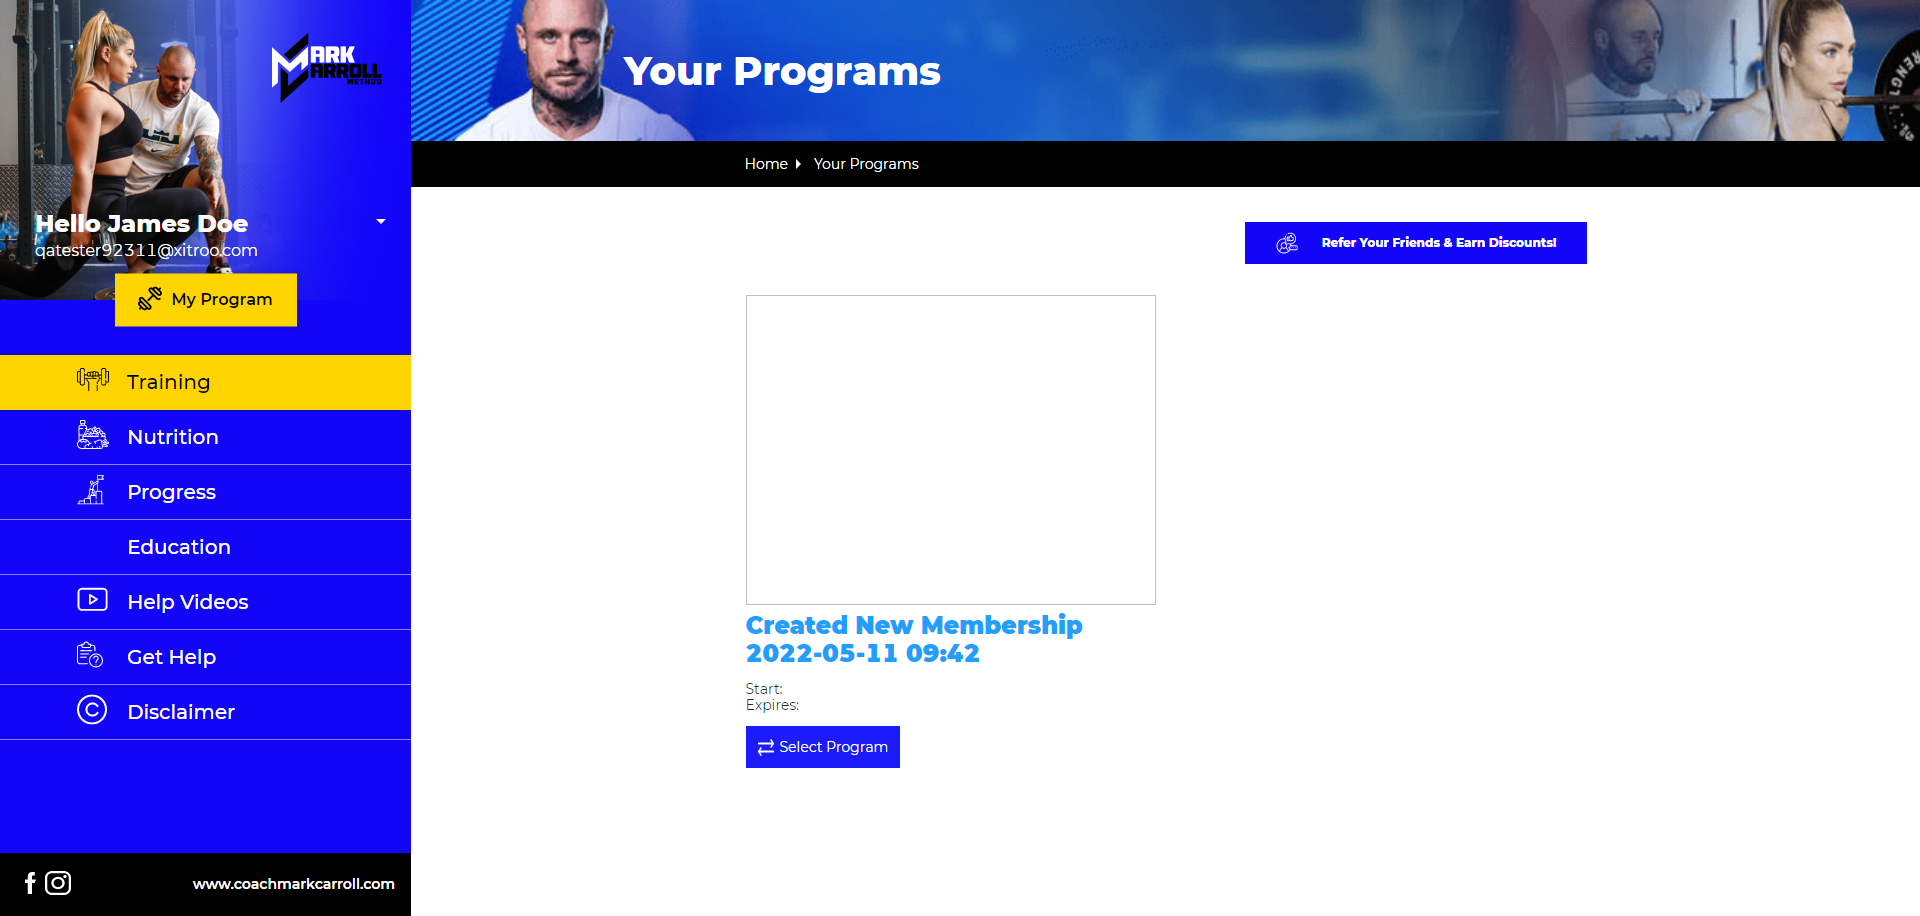 MARK
CARROLL
METHOD
Hello James Doe
qatester92311@xitroo.com
My Program
Training
Nutrition
Progress
Education
Help Videos
Get Help
Disclaimer
www.coachmarkcarroll.com
Your Programs
Home
Your Programs
Refer Your Friends & Earn Discounts!
Created New Membership
2022-05-11 09:42
Start:
Expires:
Select Program